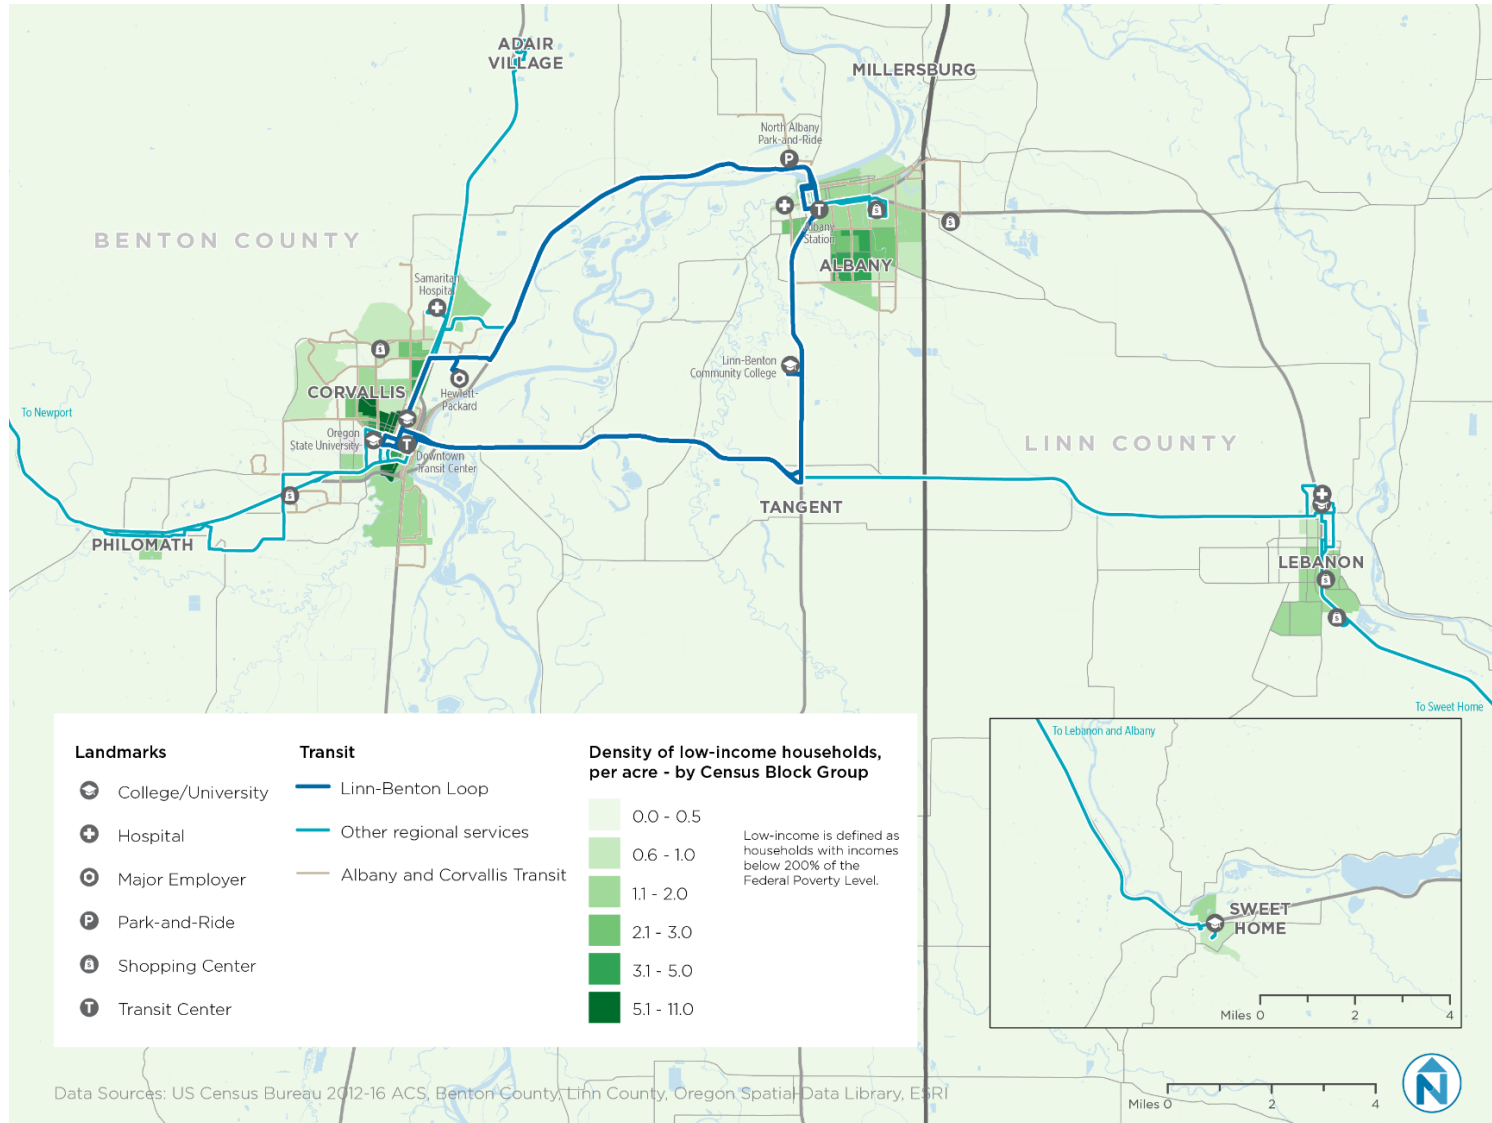 ADAIR
VILLAGE
MILLERSBURG
North Albany
Park-and-Ride
BENTON COUNTY
Albany
Station
ALBANY
Samaritan
Hospital
Linn-Benton
Community College
CORVALLIS
Hewlett-
Packard
To Newport
Oregon
State University
Downtown
Transit Center
LINN COUNTY
TANGENT
PHILOMATH
LEBANON
To Sweet Home
Landmarks
College/University
Hospital
Major Employer
P
Park-and-Ride
Shopping Center
T
Transit Center
Transit
Linn-Benton Loop
Other regional services
Albany and Corvallis Transit
Density of low-income households,
per acre - by Census Block Group
0.0 - 0.5
0.6 - 1.0
1.1 - 2.0
2.1 - 3.0
3.1 - 5.0
5.1 - 11.0
Low-income is defined as
households with incomes
below 200% of the
Federal Poverty Level.
To Lebanon and Albany
SWEET
HOME
Miles 0 2 4
Data Sources: US Census Bureau 2012-16 ACS, Benton County, Linn County, Oregon Spatial Data Library, ESRI
Miles 0 2 4
N